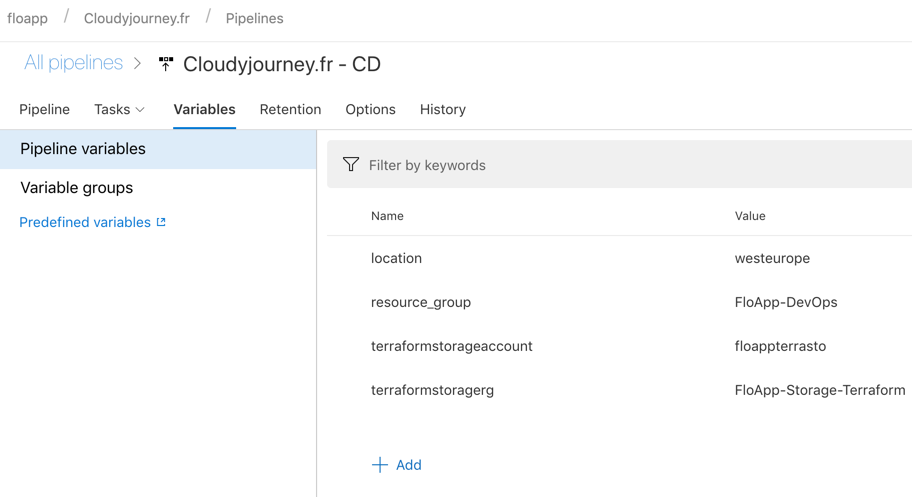 floapp / Cloudyjourney.fr / Pipelines
All pipelines > Cloudyjourney.fr - CD
Pipeline Tasks Variables Retention Options History
Pipeline variables
Variable groups
Predefined variables
Filter by keywords
Name Value
location westeurope
resource_group FloApp-DevOps
terraformstorageaccount floappterrasto
terraformstoragerg FloApp-Storage-Terraform
+ Add